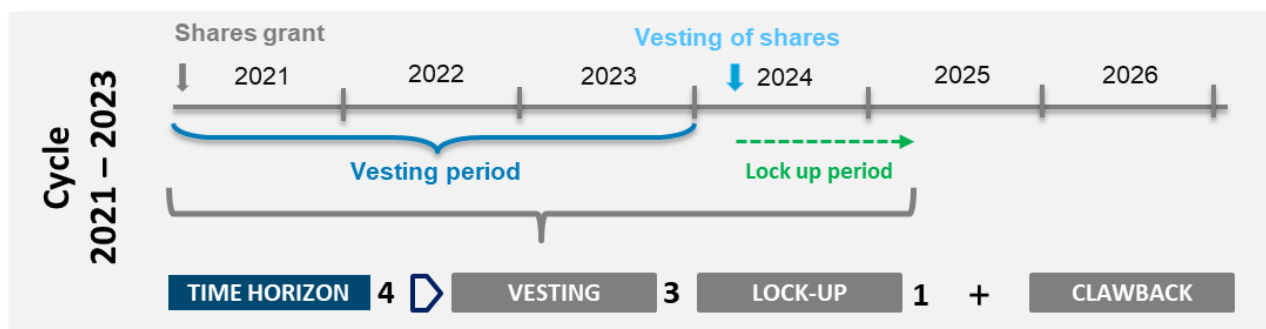 Shares grant
Vesting of shares
2021
2022
2023
2024
2025
2026
Cycle
2021 – 2023
Vesting period
Lock up period
TIME HORIZON 4 VESTING 3 LOCK-UP 1 + CLAWBACK